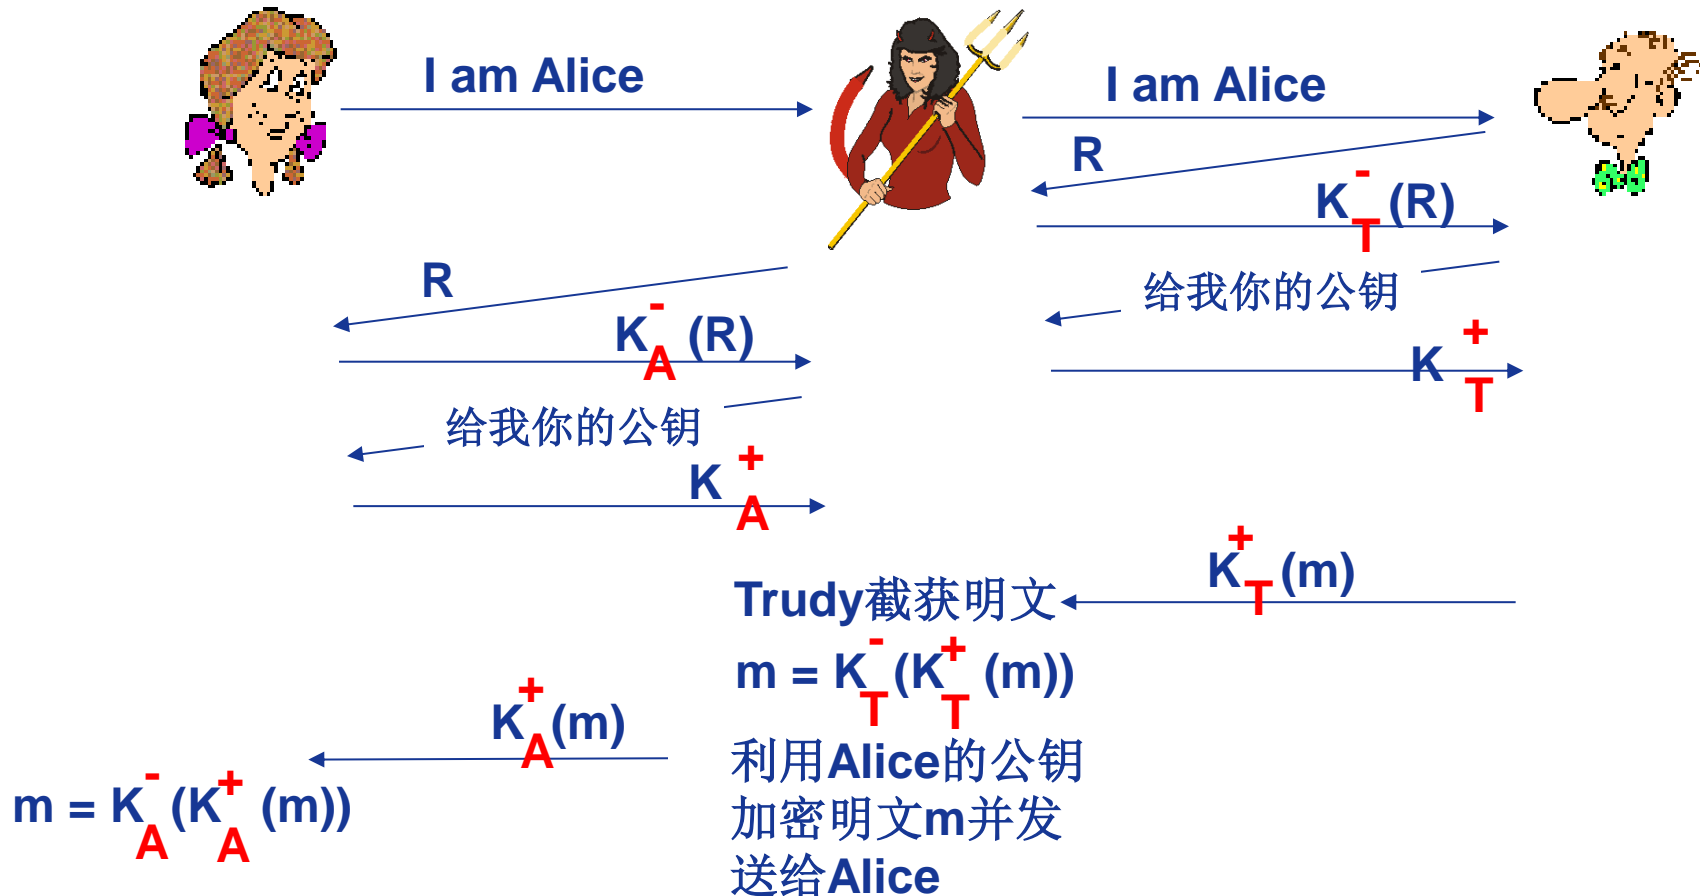 I am Alice
I am Alice
R
K-T(R)
给我你的公钥
K+T
R
K-A(R)
给我你的公钥
K+A
K+T(m)
Trudy截获明文
m = K-T(K+T(m))
利用Alice的公钥
加密明文m并发
送给Alice
K+A(m)
m = K-A(K+A(m))